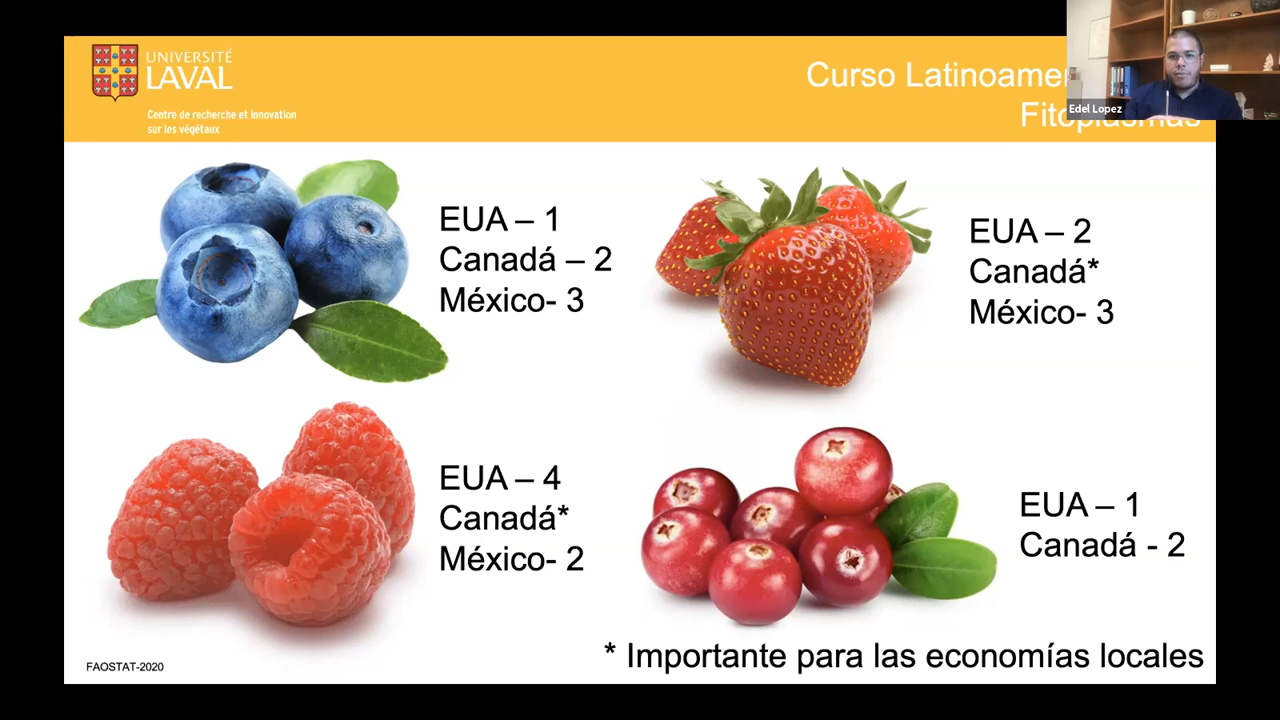 UNIVERSITÉ
LAVAL
Centre de recherche et innovation
sur les végétaux
Curso Latinoamer
Edel Lopez
Fitoplasmas
EUA – 1
Canadá – 2
México- 3
EUA – 2
Canadá*
México- 3
EUA – 4
Canadá*
México- 2
EUA – 1
Canadá - 2
* Importante para las economías locales
FAOSTAT-2020